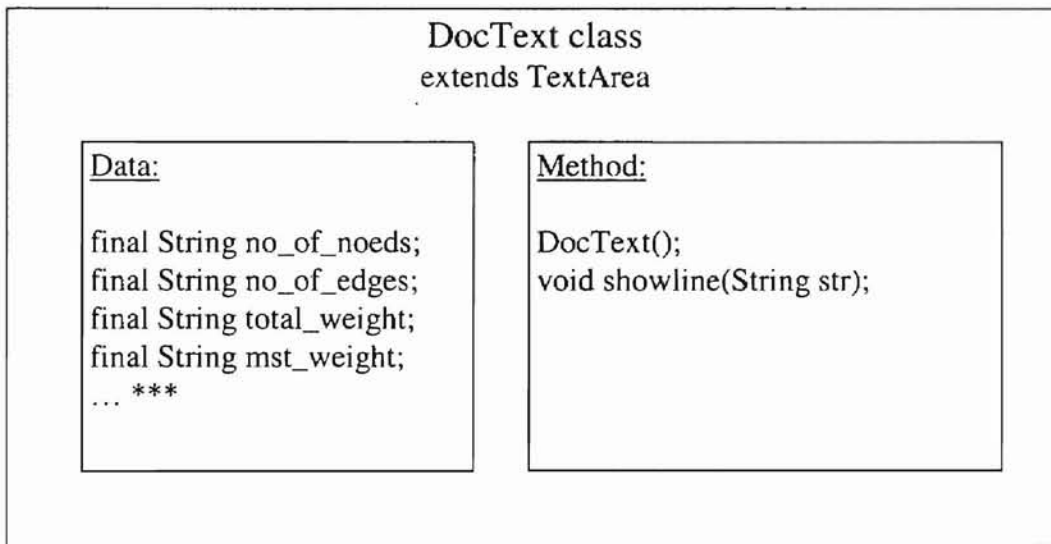 DocText class
extends TextArea
Data:
final String no_of_noeds;
final String no_of_edges;
final String total_weight;
final String mst_weight;
... ***
Method:
DocText();
void showline(String str);